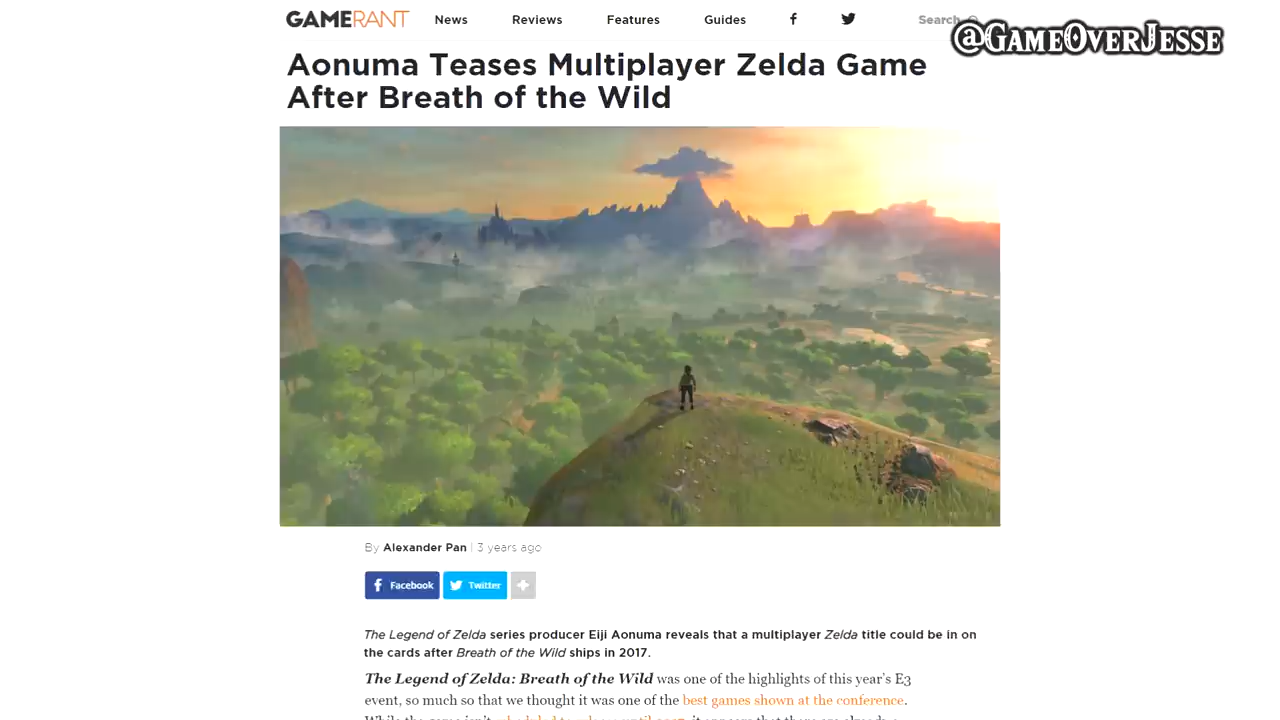 GAMERANT News Reviews Features Guides Search
@GameOverJesse
Aonuma Teases Multiplayer Zelda Game
After Breath of the Wild
By Alexander Pan | 3 years ago
Facebook Twitter
The Legend of Zelda series producer Eiji Aonuma reveals that a multiplayer Zelda title could be in on
the cards after Breath of the Wild ships in 2017.
The Legend of Zelda: Breath of the Wild was one of the highlights of this year's E3
event, so much so that we thought it was one of the best games shown at the conference.